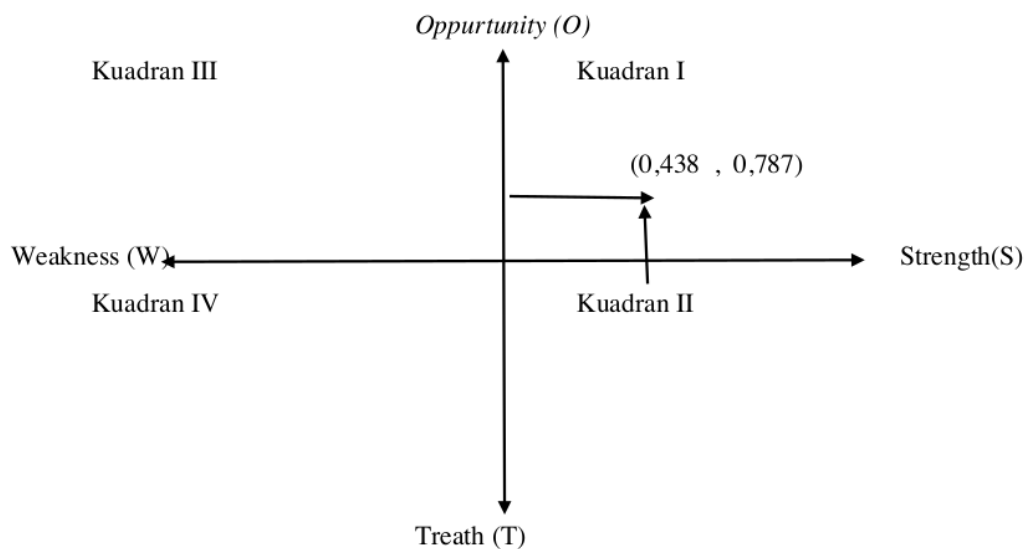 Oppurtunity (O)
Kuadran III
Kuadran I
(0,438 , 0,787)
Weakness (W)
Strength(S)
Kuadran IV
Kuadran II
Treath (T)